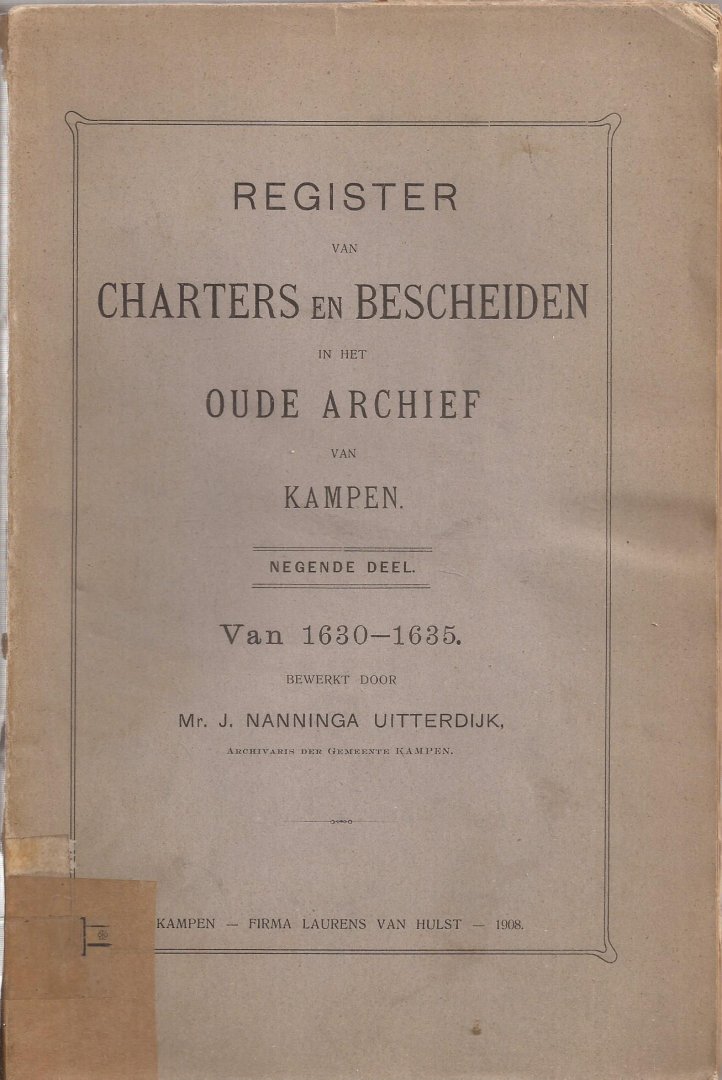 REGISTER
VAN
CHARTERS EN BESCHEIDEN
IN HET
OUDE ARCHIEF
VAN
KAMPEN.
NEGENDE DEEL.
Van 1630—1635.
BEWERKT DOOR
Mr. J. NANNINGA UITTERDIJK,
ARCHIVARIS DER GEMEENTE KAMPEN.
KAMPEN — FIRMA LAURENS VAN HULST — 1908.